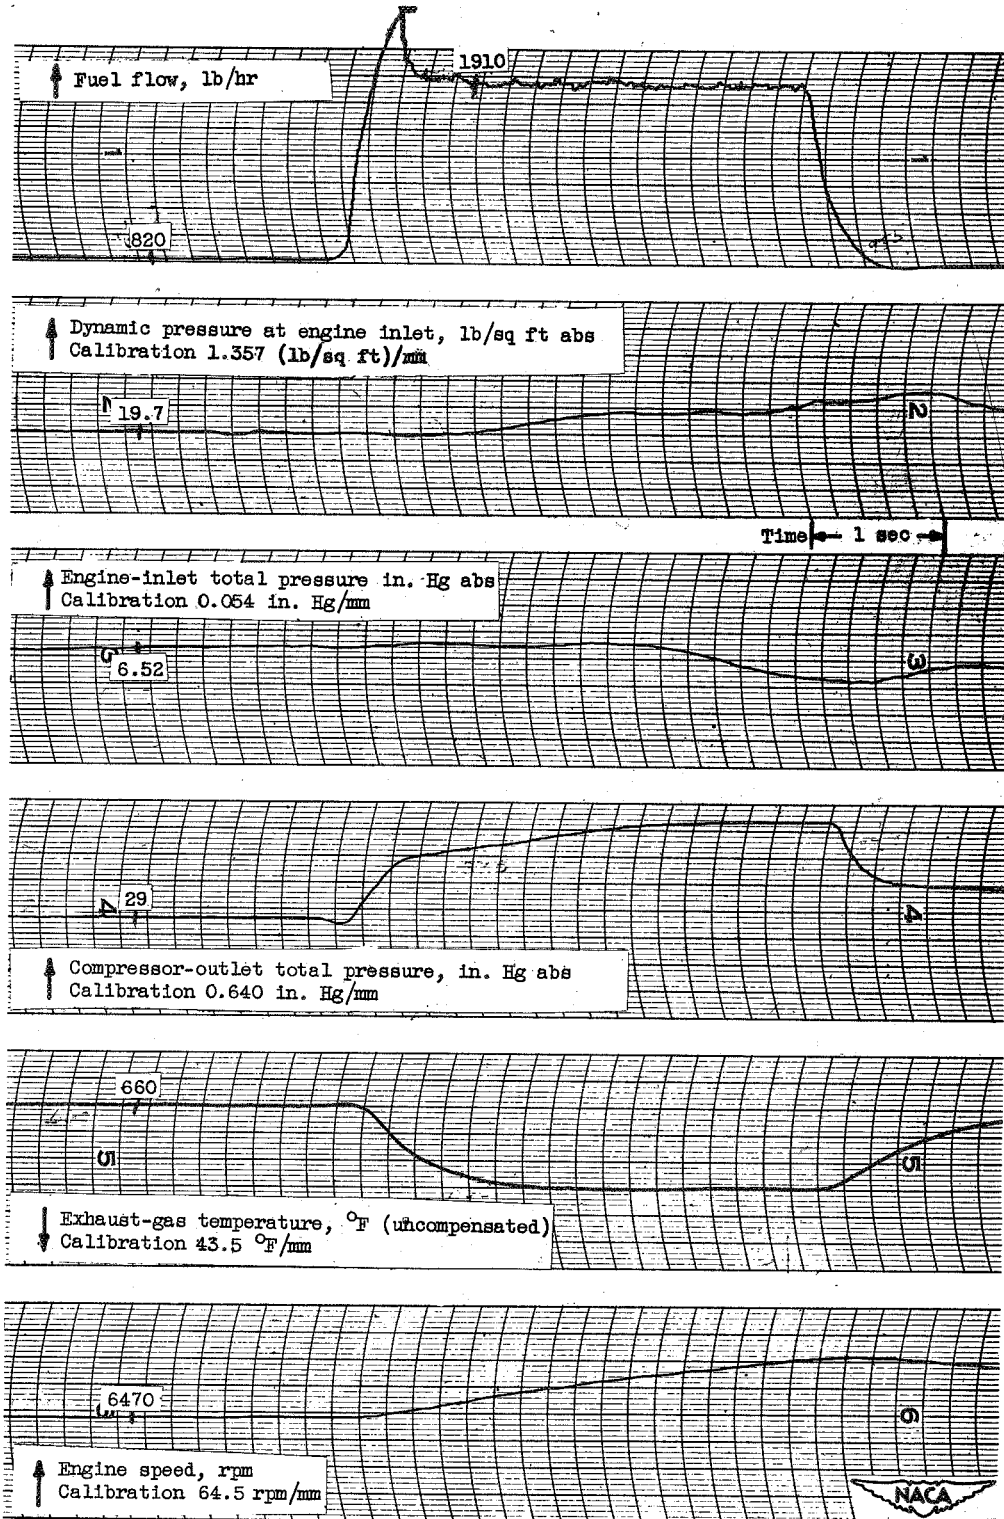 1910
Fuel flow, lb/hr
820
Dynamic pressure at engine inlet, lb/sq ft abs
Calibration 1.357 (lb/sq ft)/mm
19.7
2
Time 1 sec
Engine-inlet total pressure in. Hg abs
Calibration 0.054 in. Hg/mm
6.52
3
29
4
4
Compressor-outlet total pressure, in. Hg abs
Calibration 0.640 in. Hg/mm
660
5
5
Exhaust-gas temperature, °F (uncompensated)
Calibration 43.5 °F/mm
6470
6
Engine speed, rpm
Calibration 64.5 rpm/mm
NACA